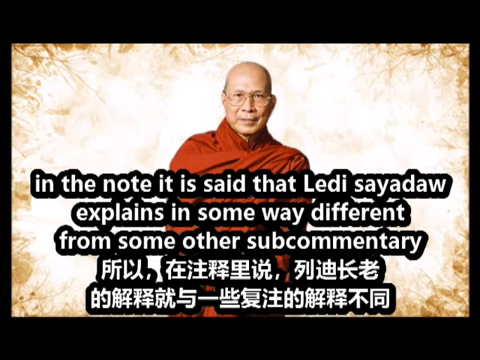 in the note it is said that Ledi sayadaw
explains in some way different
from some other subcommentary
所以，在注释里说，列迪长老
的解释就与一些复注的解释不同